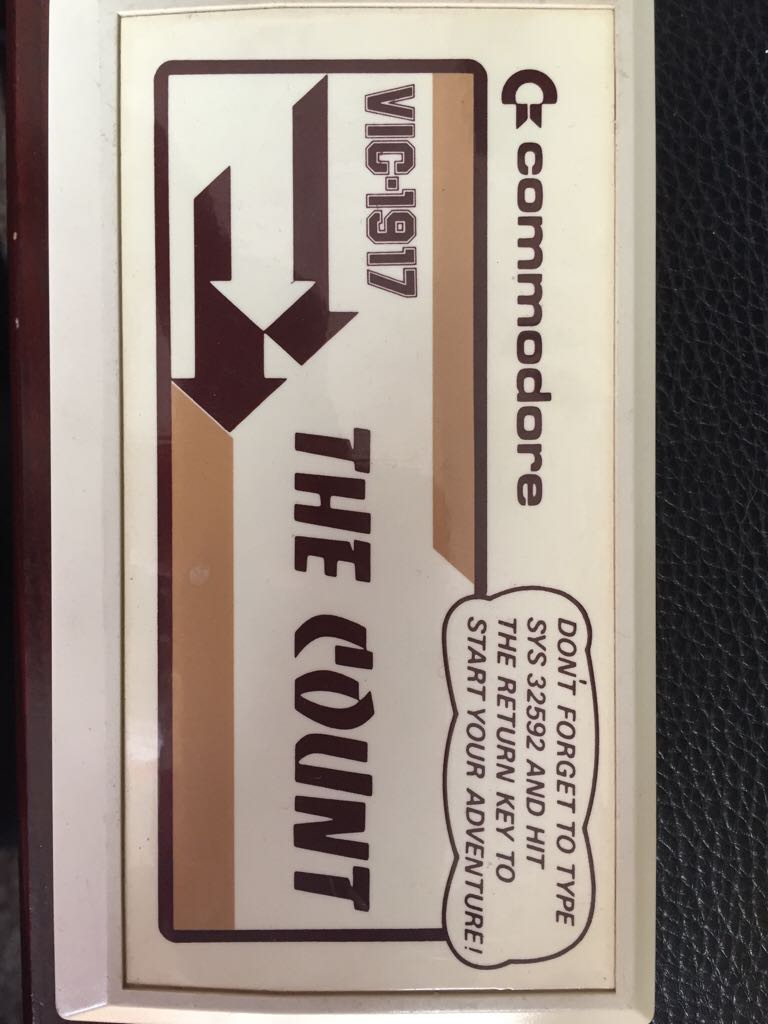 commodore
VIC-1917
THE COUNT
DON'T FORGET TO TYPE
SYS 32592 AND HIT
THE RETURN KEY TO
START YOUR ADVENTURE!